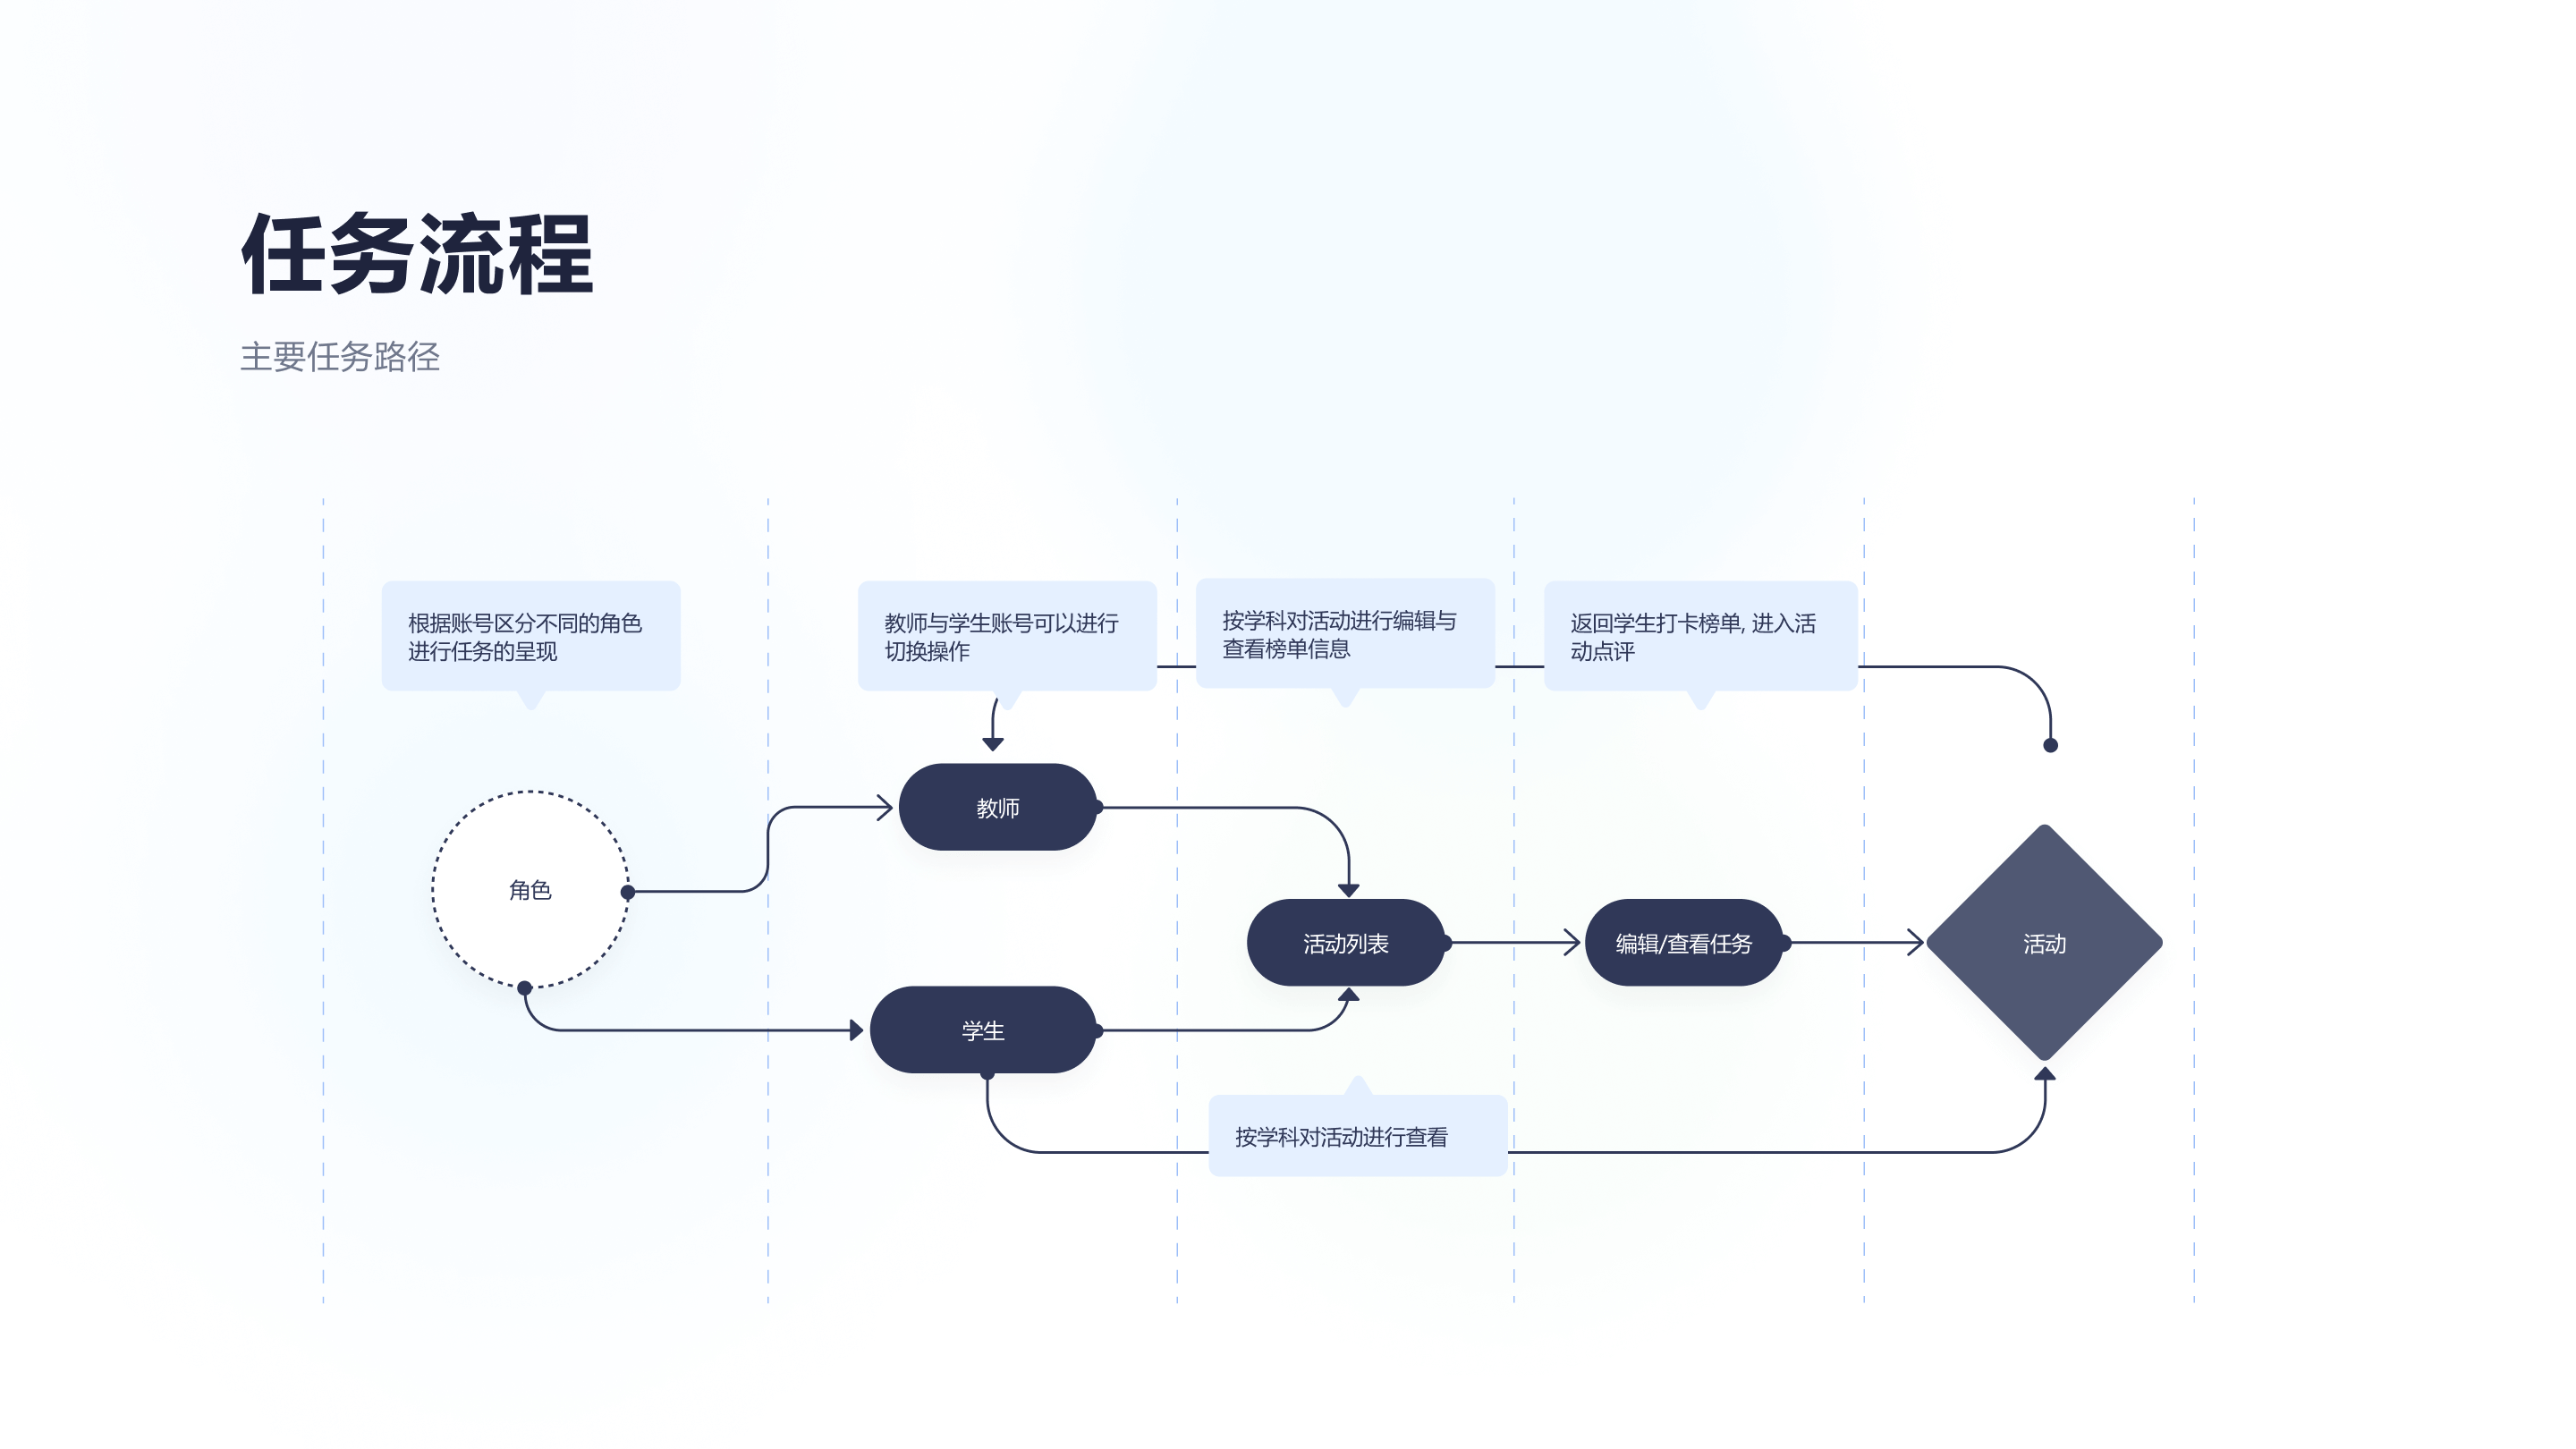 任务流程
主要任务路径
根据账号区分不同的角色
进行任务的呈现
教师与学生账号可以进行
切换操作
按学科对活动进行编辑与
查看榜单信息
返回学生打卡榜单, 进入活
动点评
教师
角色
活动列表
编辑/查看任务
活动
学生
按学科对活动进行查看